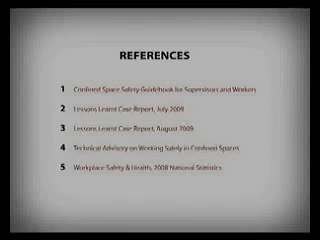 REFERENCES
1 Confined Space Safety Guidebook for Supervisors and Workers
2 Lessons Learnt Case Report, July 2009
3 Lessons Learnt Case Report, August 2009
4 Technical Advisory on Working Safely in Confined Spaces
5 Workplace Safety & Health, 2008 National Statistics